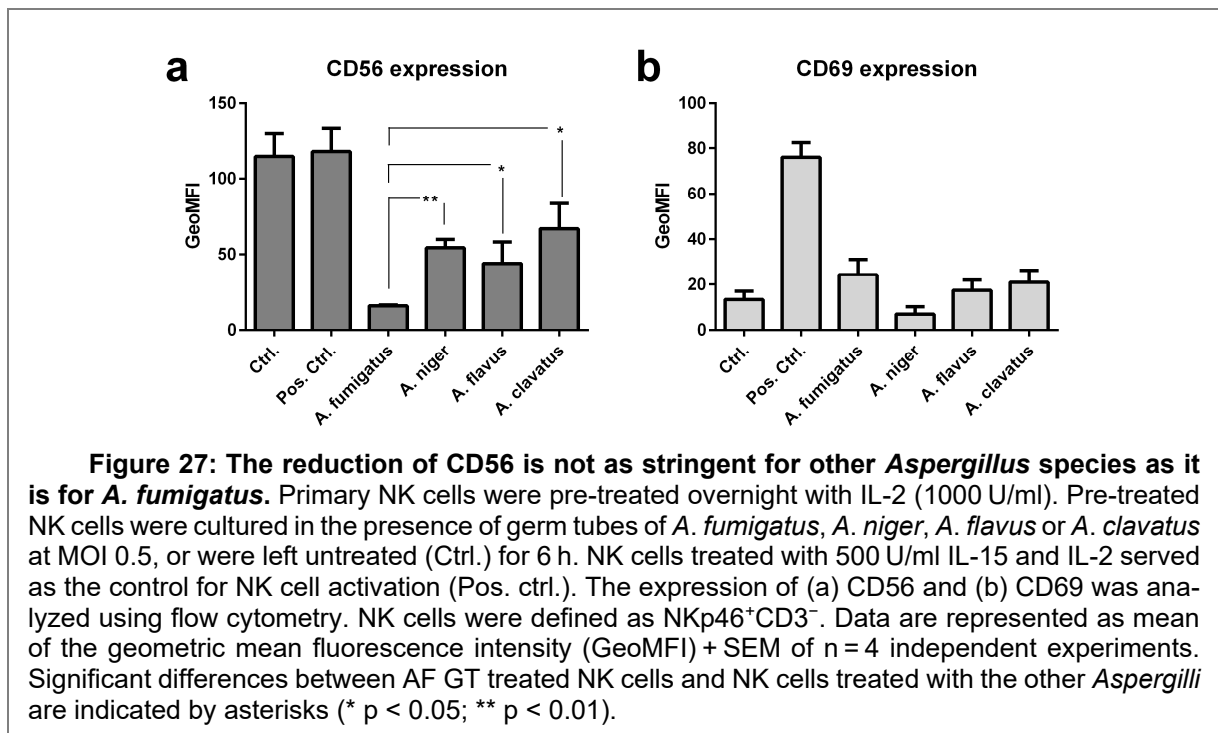 a
CD56 expression
150
100
50
0
GeoMFI
**
*
*
Ctrl.
Pos. Ctrl.
A. fumigatus
A. niger
A. flavus
A. clavatus
b
CD69 expression
100
80
60
40
20
0
GeoMFI
Ctrl.
Pos. Ctrl.
A. fumigatus
A. niger
A. flavus
A. clavatus
Figure 27: The reduction of CD56 is not as stringent for other Aspergillus species as it
is for A. fumigatus. Primary NK cells were pre-treated overnight with IL-2 (1000 U/ml). Pre-treated
NK cells were cultured in the presence of germ tubes of A. fumigatus, A. niger, A. flavus or A. clavatus
at MOI 0.5, or were left untreated (Ctrl.) for 6 h. NK cells treated with 500 U/ml IL-15 and IL-2 served
as the control for NK cell activation (Pos. ctrl.). The expression of (a) CD56 and (b) CD69 was ana-
lyzed using flow cytometry. NK cells were defined as NKp46⁺CD3⁻. Data are represented as mean
of the geometric mean fluorescence intensity (GeoMFI) + SEM of n = 4 independent experiments.
Significant differences between AF GT treated NK cells and NK cells treated with the other Aspergilli
are indicated by asterisks (* p < 0.05; ** p < 0.01).